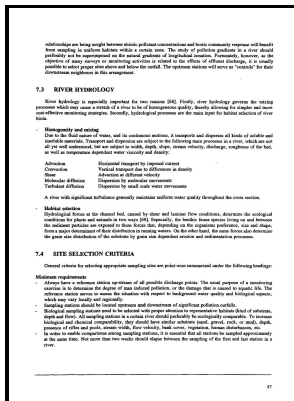 relationships are being sought between abiotic pollutant concentrations and biotic community response will benefit
from sampling in uniform habitats within a certain area. The study of pollution gradients in a river should
preferably not be superimposed on the natural gradients of longitudinal zonation. Fortunately, however, as the
objective of many surveys or monitoring activities is related to the effects of effluent discharge, it is usually
possible to select proper sites above and below the outfall. The upstream stations will serve as "controls" for their
downstream neighbours in this arrangement.
7.3 RIVER HYDROLOGY
River hydrology is especially important for two reasons [68]. Firstly, river hydrology governs the mixing
processes which may cause a stretch of a river to be of homogeneous quality, thereby allowing for simpler and more
cost-effective monitoring strategies. Secondly, hydrological processes are the main input for habitat selection of river
biota.
- Homogeneity and mixing
Due to the fluid nature of water, and its continuous motions, it transports and disperses all kinds of soluble and
insoluble materials. Transport and dispersion are subject to the following main processes in a river, which are not
all yet well understood, but are subject to width, depth, slope, stream velocity, discharge, roughness of the bed,
as well as temperature dependent water viscosity and density:
Advection Horizontal transport by imposed current
Convection Vertical transport due to differences in density
Shear Advection at different velocity
Molecular diffusion Dispersion by molecular movements
Turbulent diffusion Dispersion by small scale water movements
A river with significant turbulence generally maintains uniform water quality throughout the cross section.
- Habitat selection
Hydrological forces at the channel bed, caused by shear and laminar flow conditions, determine the ecological
conditions for plants and animals in two ways [69]. Especially, the benthic fauna species living on and between
the sediment particles are exposed to these forces that, depending on the organisms preference, size and shape,
form a major determinant of their distribution in running waters. On the other hand, the same forces also determine
the grain size distribution of the substrate by grain size dependent erosion and sedimentation processes.
7.4 SITE SELECTION CRITERIA
General criteria for selecting appropriate sampling sites are point-wise summarized under the following headings:
Minimum requirements
- Always have a reference station upstream of all possible discharge points. The usual purpose of a monitoring
exercise is to determine the degree of man induced pollution, or the damage that is caused to aquatic life. The
reference station serves to assess the situation with respect to background water quality and biological aspects,
which may vary locally and regionally.
- Sampling stations should be located upstream and downstream of significant pollution outfalls.
- Biological sampling stations need to be selected with proper attention to representative habitats (kind of substrate,
depth and flow). All sampling stations in a certain river should preferably be ecologically comparable. To increase
biological and chemical comparability, they should have similar substrate (sand, gravel, rock, or mud), depth,
presence of riffles and pools, stream width, flow velocity, bank cover, vegetation, human disturbances, etc.
- In order to enable comparisons among sampling stations, it is essential that all stations be sampled approximately
at the same time. Not more than two weeks should elapse between the sampling of the first and last station in a
river.
57